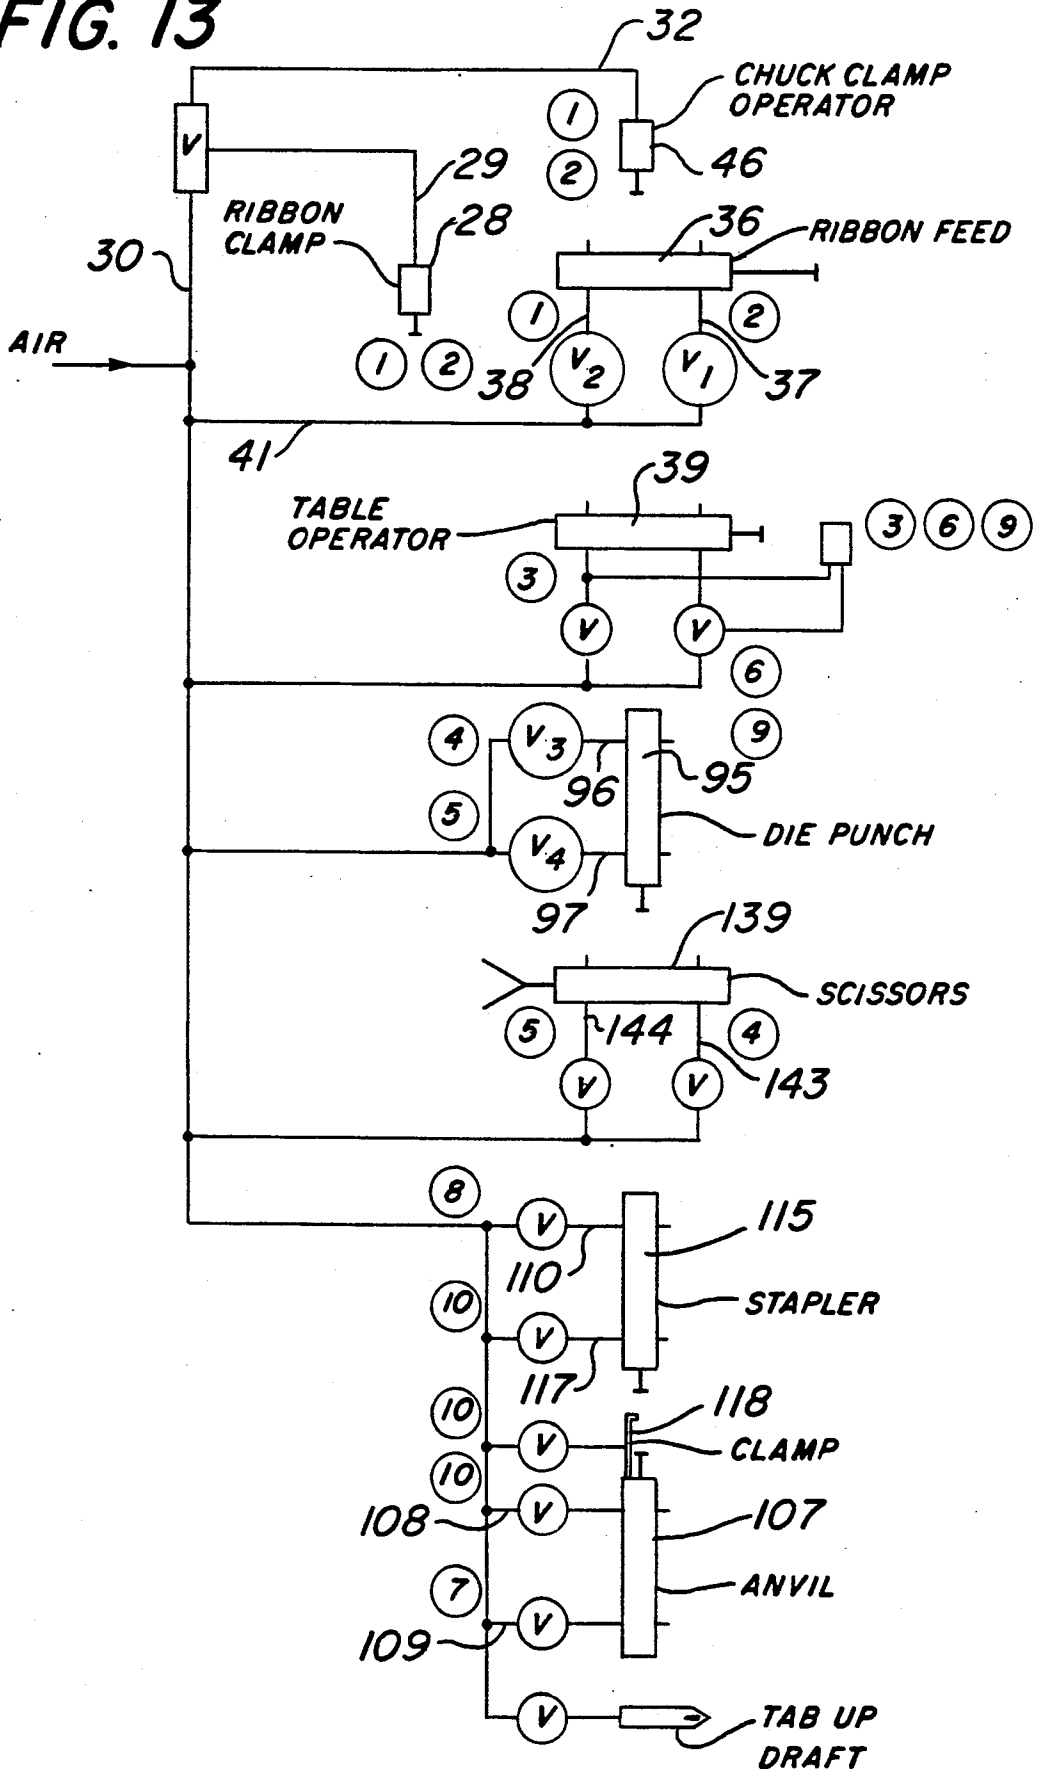 FIG. 13
32
CHUCK CLAMP
OPERATOR
1
V
46
2
29
RIBBON
CLAMP
28
36
RIBBON FEED
30
1
2
AIR
1
2
38
V2
V1
37
41
39
TABLE
OPERATOR
3
6
9
3
V
V
6
4
V3
96
9
95
5
DIE PUNCH
V4
97
139
SCISSORS
5
144
4
143
V
V
8
V
115
110
10
STAPLER
V
117
10
118
V
CLAMP
10
108
V
107
7
ANVIL
109
V
V
TAB UP
DRAFT